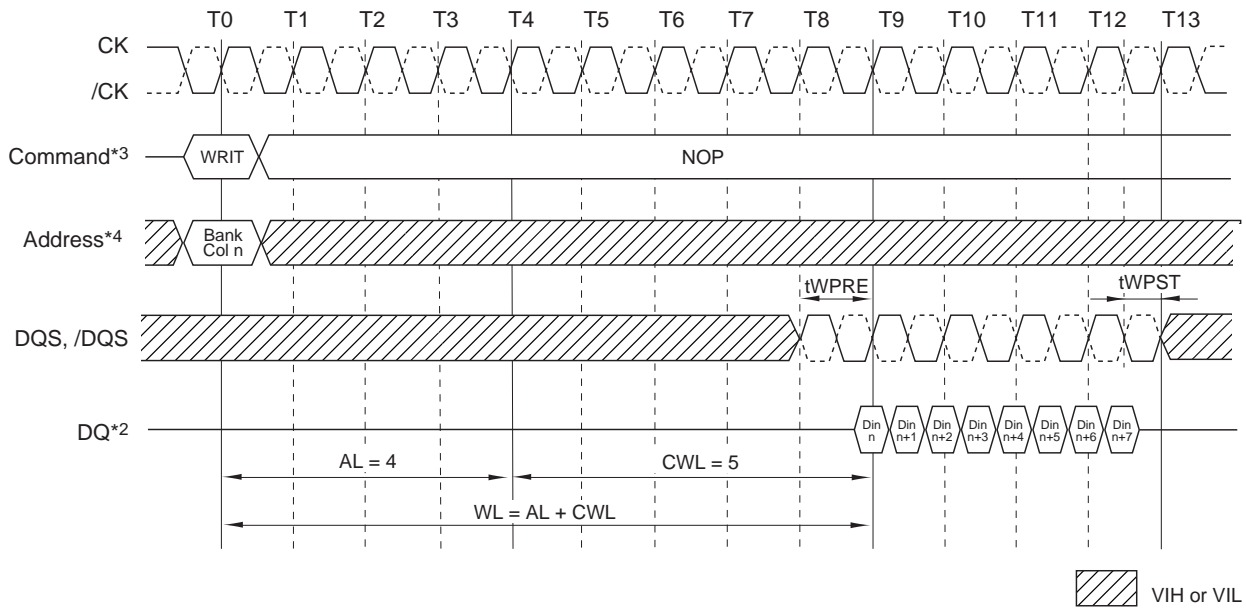 T0 T1 T2 T3 T4 T5 T6 T7 T8 T9 T10 T11 T12 T13
CK
/CK
Command*3
WRIT
NOP
Address*4
Bank
Col n
tWPRE
tWPST
DQS, /DQS
DQ*2
Din
n
Din
n+1
Din
n+2
Din
n+3
Din
n+4
Din
n+5
Din
n+6
Din
n+7
AL = 4
CWL = 5
WL = AL + CWL
VIH or VIL